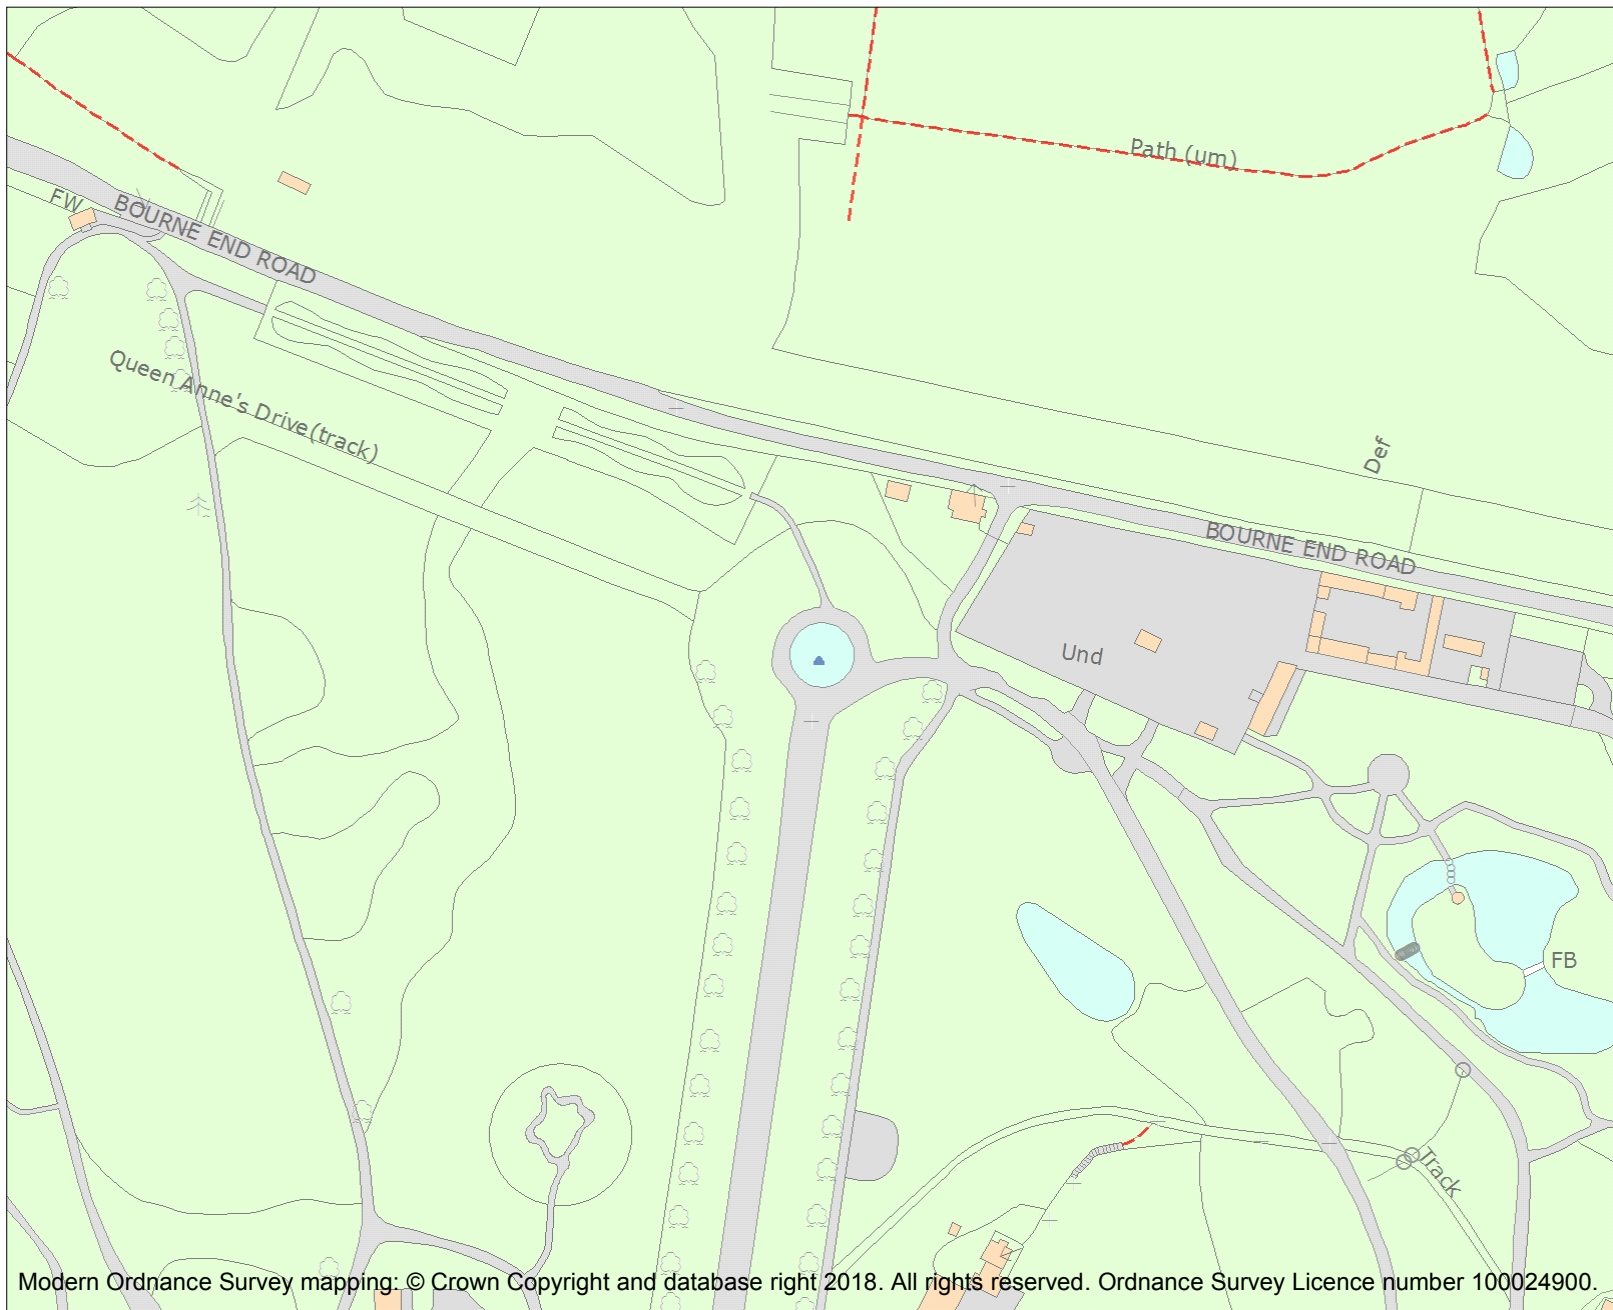 Path (um)
FW
BOURNE END ROAD
Queen Anne's Drive(track)
Def
BOURNE END ROAD
Und
FB
Track
Modern Ordnance Survey mapping: © Crown Copyright and database right 2018. All rights reserved. Ordnance Survey Licence number 100024900.